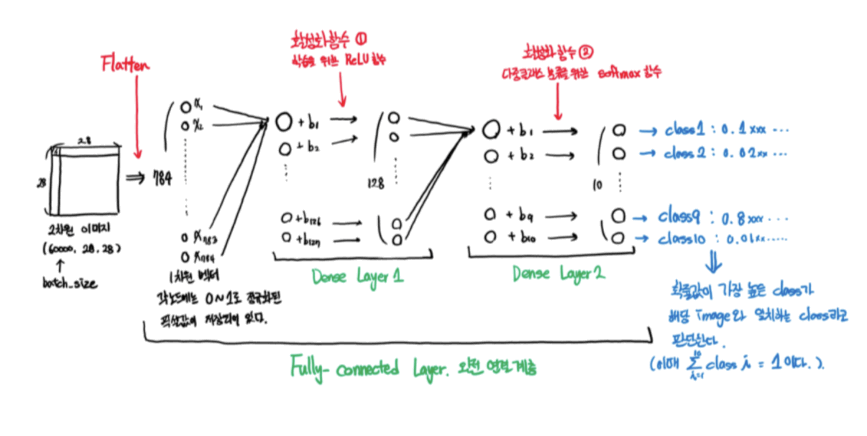 Flatten
활성화함수 ①
학습을 위한 ReLU 함수
활성화함수 ②
다중클래스 분류를 위한 softmax 함수
28
28
2차원 이미지
(60000, 28, 28)
↑
batch_size
⇒ 784
x₁
x₂
x₇₈₃
x₇₈₄
1차원 벡터
각노드에는 0~1로 정규화된
픽셀값이 저장되어 있다.
+ b₁
+ b₂
+ b₁₂₇
128
Dense Layer 1
+ b₁
+ b₂
+ b₉
+ b₁₀
10
Dense Layer 2
→ class1 : 0.1xxx ...
→ class2 : 0.02xx ...
→ class9 : 0.8xxx ...
→ class10 : 0.01xx.....
확률값이 가장 높은 class가
해당 image와 일치하는 class라고
판단한다.
(이때 ∑ class i = 1 이다.).
Fully-connected Layer. 완전 연결 계층